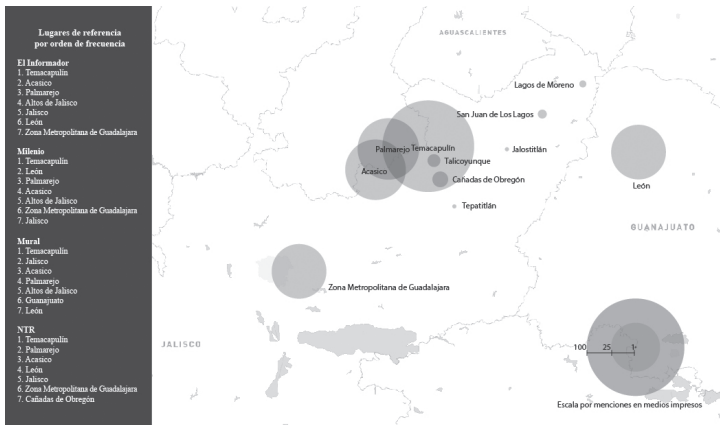 Lugares de referencia
por orden de frecuencia
El Informador
1. Temacapulín
2. Acasico
3. Palmarejo
4. Altos de Jalisco
5. Jalisco
6. León
7. Zona Metropolitana de Guadalajara
Milenio
1. Temacapulín
2. León
3. Palmarejo
4. Acasico
5. Altos de Jalisco
6. Zona Metropolitana de Guadalajara
7. Jalisco
Mural
1. Temacapulín
2. Jalisco
3. Acasico
4. Palmarejo
5. Altos de Jalisco
6. Guanajuato
7. León
NTR
1. Temacapulín
2. Palmarejo
3. Acasico
4. León
5. Jalisco
6. Zona Metropolitana de Guadalajara
7. Cañadas de Obregón
AGUASCALIENTES
Lagos de Moreno
San Juan de Los Lagos
Palmarejo
Temacapulín
Jalostitlán
Talicoyunque
Acasico
Cañadas de Obregón
León
Tepatitlán
GUANAJUATO
Zona Metropolitana de Guadalajara
JALISCO
100 25 1
Escala por menciones en medios impresos